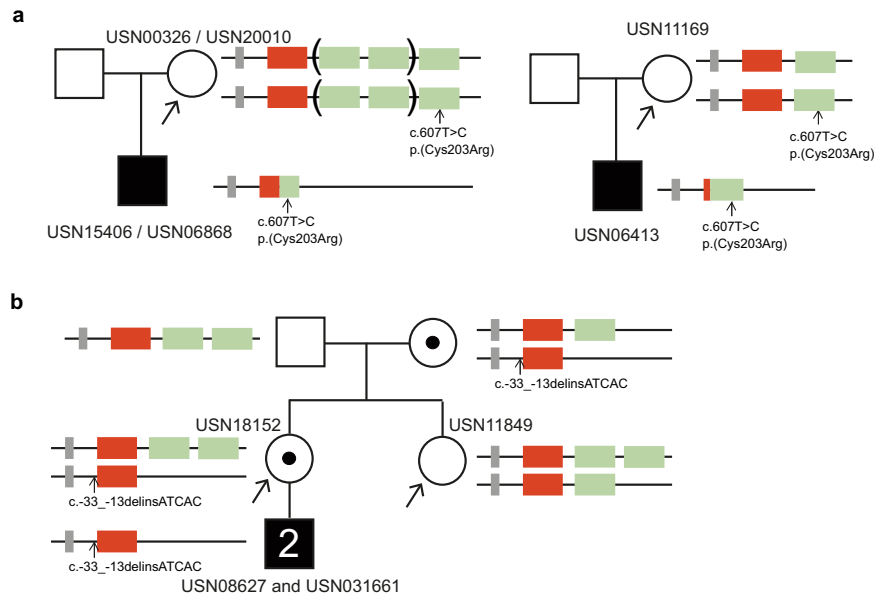 a
USN00326 / USN20010
c.607T>C
p.(Cys203Arg)
c.607T>C
p.(Cys203Arg)
USN15406 / USN06868
USN11169
c.607T>C
p.(Cys203Arg)
c.607T>C
p.(Cys203Arg)
USN06413
b
c.-33_-13delinsATCAC
USN18152
USN11849
c.-33_-13delinsATCAC
c.-33_-13delinsATCAC
2
USN08627 and USN031661